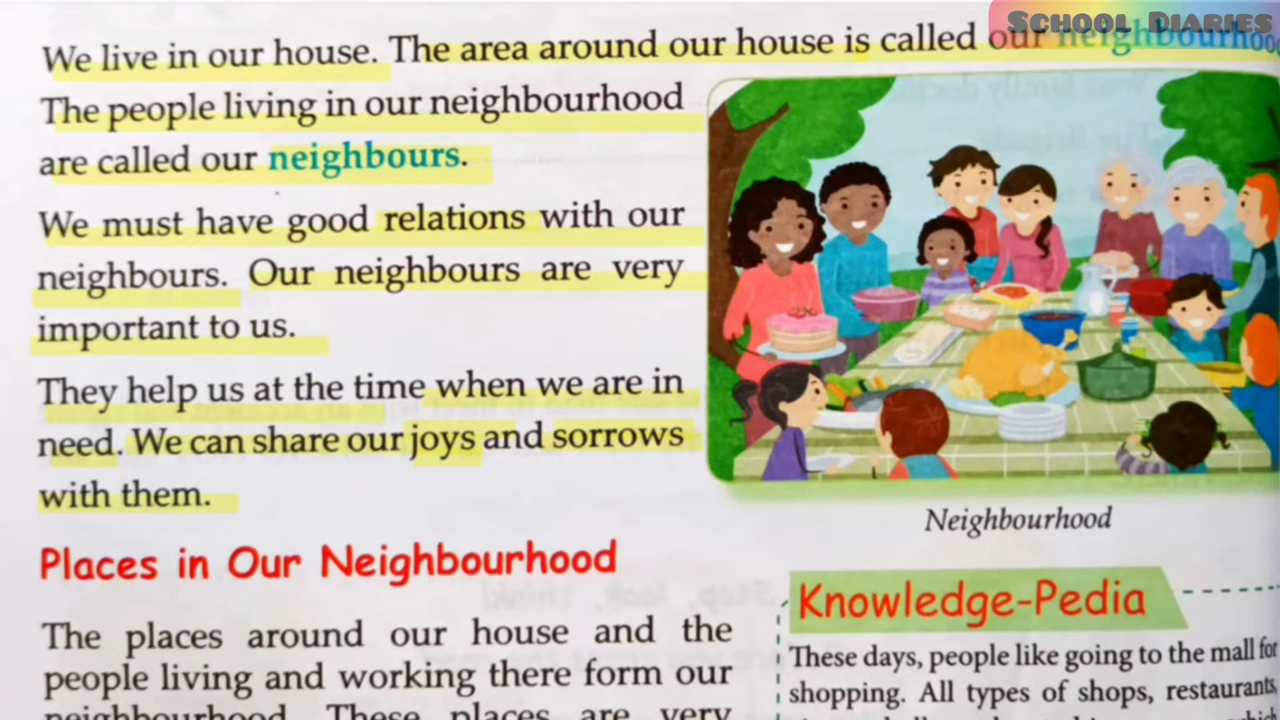 School Diaries
We live in our house. The area around our house is called our neighbourhoo
The people living in our neighbourhood
are called our neighbours.
We must have good relations with our
neighbours. Our neighbours are very
important to us.
They help us at the time when we are in
need. We can share our joys and sorrows
with them.
Neighbourhood
Places in Our Neighbourhood
The places around our house and the
people living and working there form our
neighbourhood. These places are very
Knowledge-Pedia
These days, people like going to the mall for
shopping. All types of shops, restaurants,